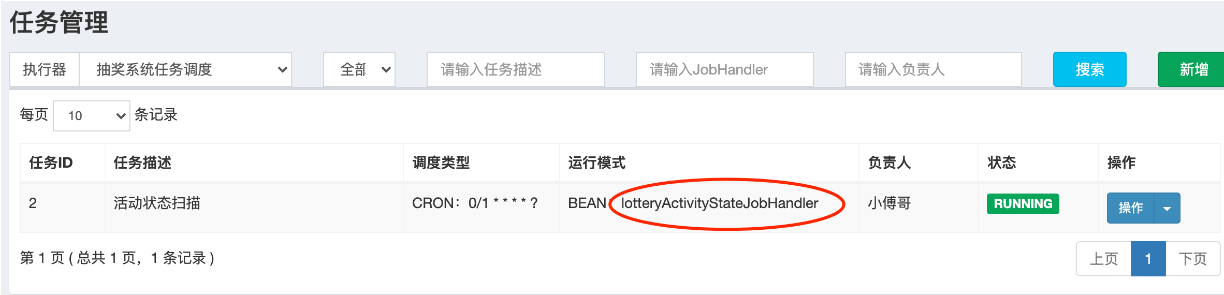 任务管理
执行器 抽奖系统任务调度 全部 请输入任务描述 请输入JobHandler 请输入负责人 搜索 新增
每页 10 条记录
任务ID 任务描述 调度类型 运行模式 负责人 状态 操作
2 活动状态扫描 CRON：0/1 * * * * ? BEAN：lotteryActivityStateJobHandler 小傅哥 RUNNING 操作
第 1 页 ( 总共 1 页，1 条记录 ) 上页 1 下页